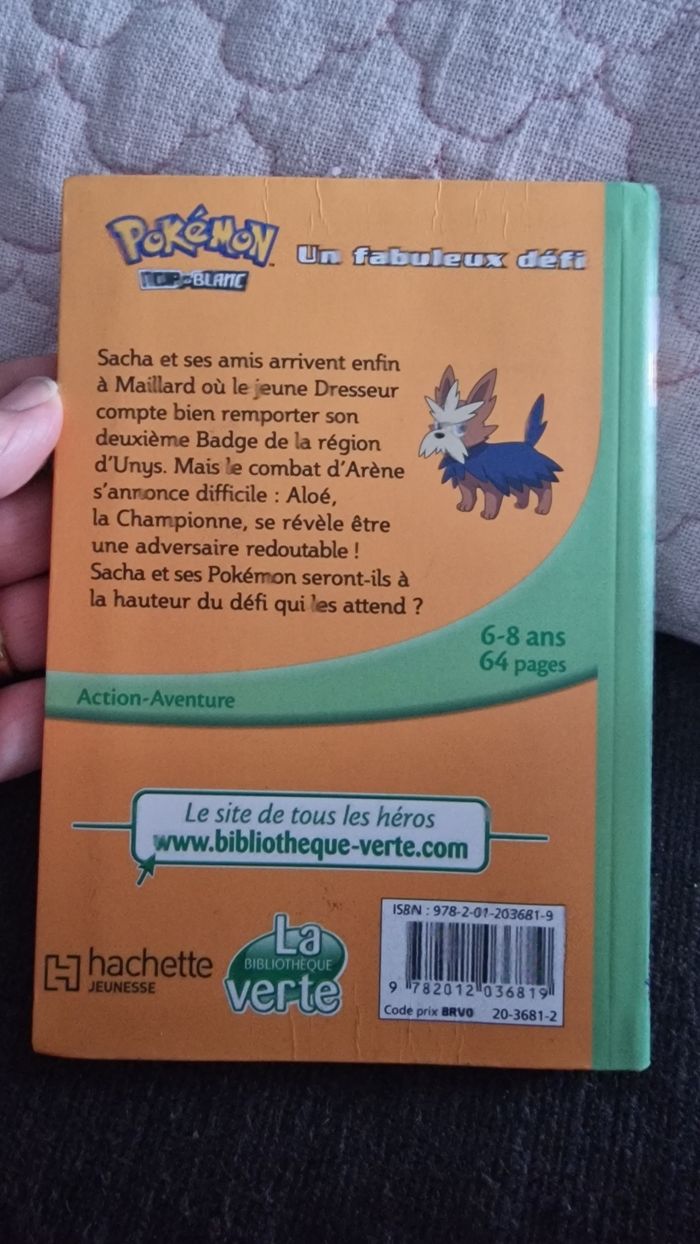 POKÉMON™
NOIR & BLANC
Un fabuleux défi
Sacha et ses amis arrivent enfin
à Maillard où le jeune Dresseur
compte bien remporter son
deuxième Badge de la région
d'Unys. Mais le combat d'Arène
s'annonce difficile : Aloé,
la Championne, se révèle être
une adversaire redoutable !
Sacha et ses Pokémon seront-ils à
la hauteur du défi qui les attend ?
6-8 ans
64 pages
Action-Aventure
Le site de tous les héros
www.bibliotheque-verte.com
hachette
JEUNESSE
La
BIBLIOTHÈQUE
verte
ISBN : 978-2-01-203681-9
9 782012 036819
Code prix BRVO 20-3681-2